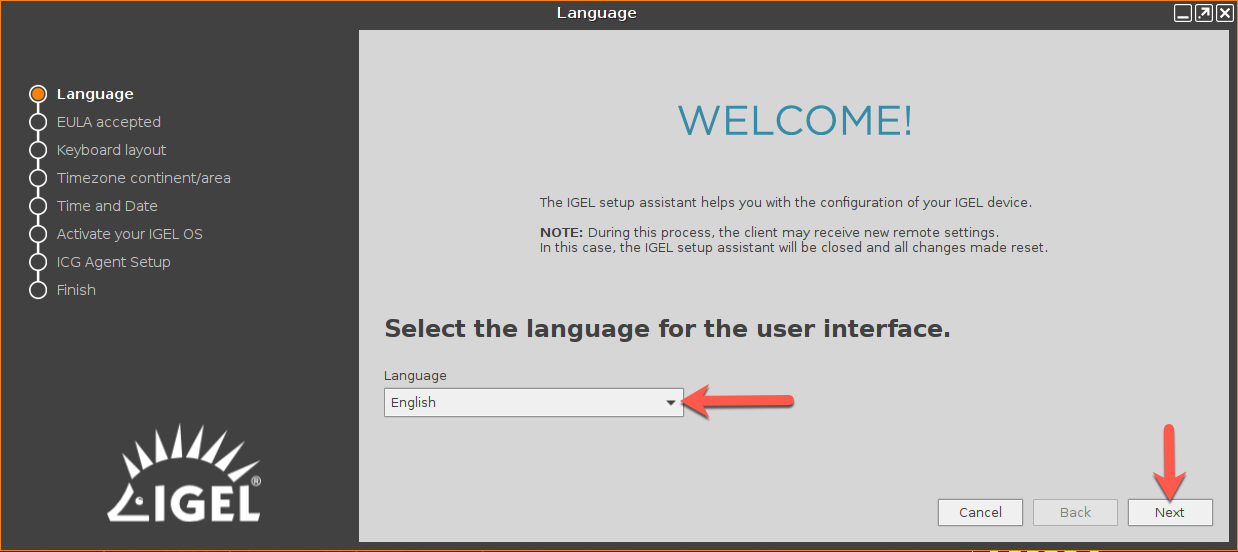 Language
Language
EULA accepted
Keyboard layout
Timezone continent/area
Time and Date
Activate your IGEL OS
ICG Agent Setup
Finish
IGEL®
WELCOME!
The IGEL setup assistant helps you with the configuration of your IGEL device.
NOTE: During this process, the client may receive new remote settings.
In this case, the IGEL setup assistant will be closed and all changes made reset.
Select the language for the user interface.
Language
English
Cancel
Back
Next